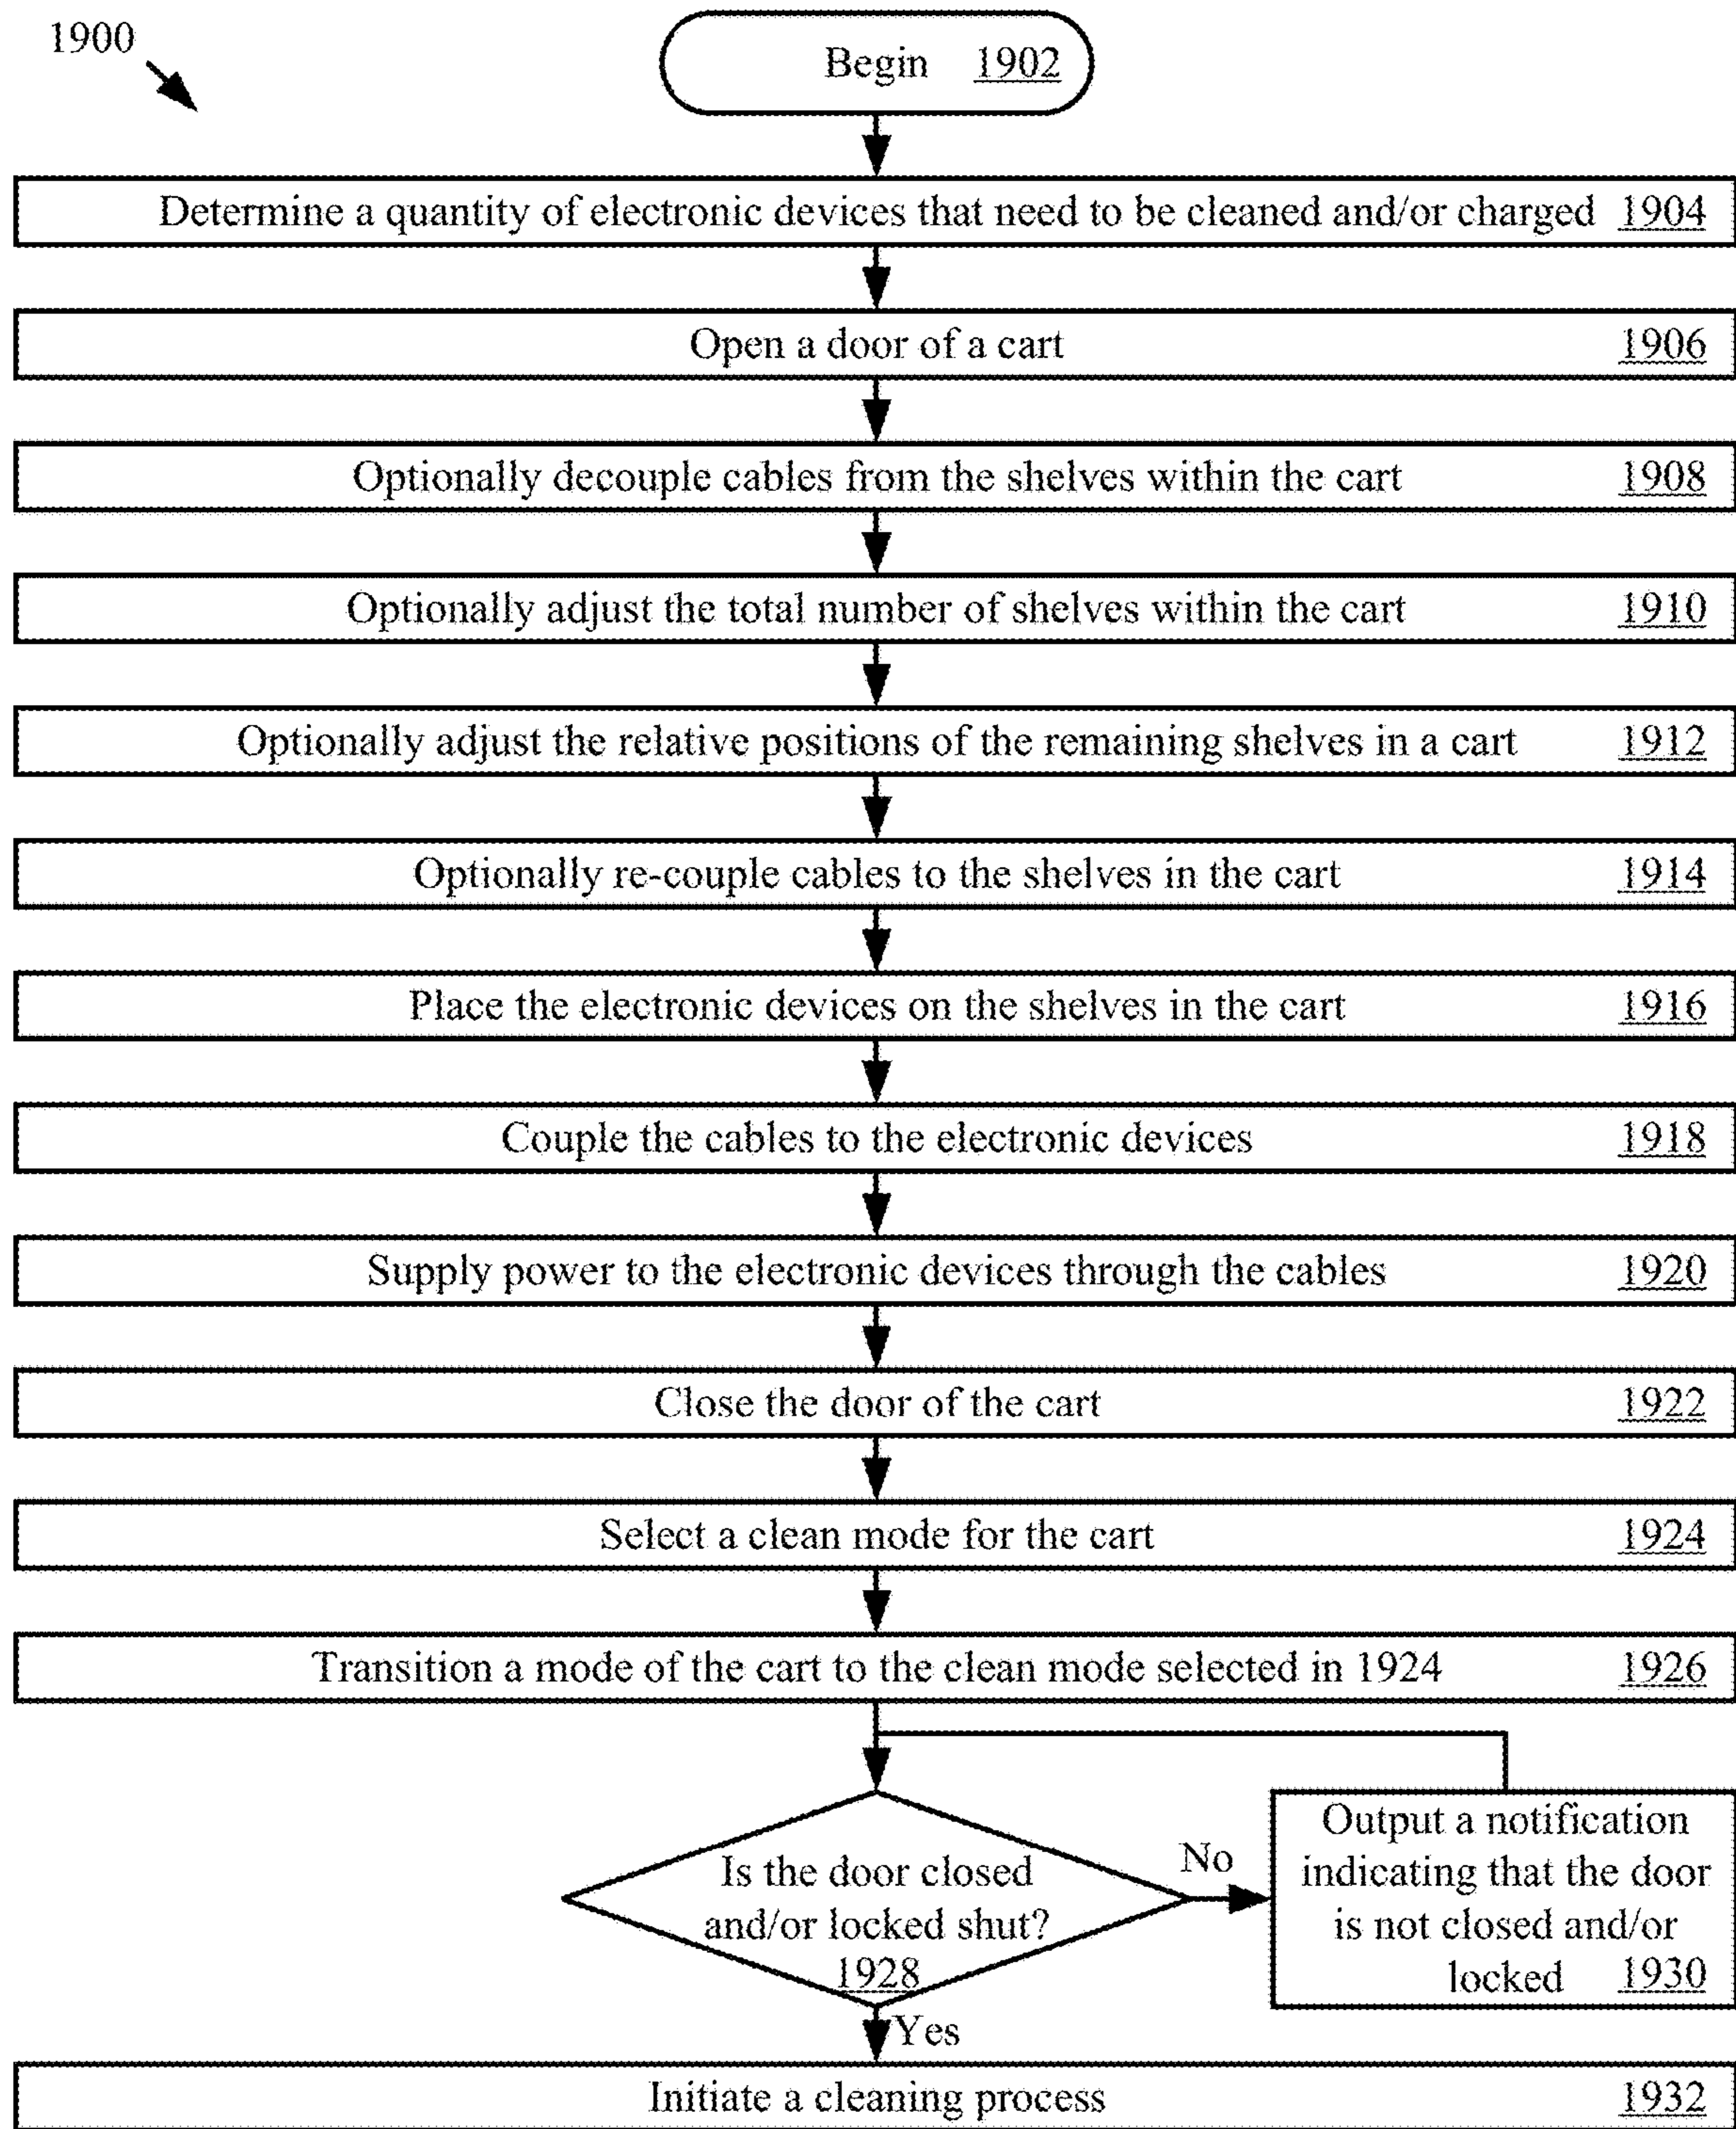 1900
Begin 1902
Determine a quantity of electronic devices that need to be cleaned and/or charged 1904
Open a door of a cart 1906
Optionally decouple cables from the shelves within the cart 1908
Optionally adjust the total number of shelves within the cart 1910
Optionally adjust the relative positions of the remaining shelves in a cart 1912
Optionally re-couple cables to the shelves in the cart 1914
Place the electronic devices on the shelves in the cart 1916
Couple the cables to the electronic devices 1918
Supply power to the electronic devices through the cables 1920
Close the door of the cart 1922
Select a clean mode for the cart 1924
Transition a mode of the cart to the clean mode selected in 1924 1926
Is the door closed
and/or locked shut?
1928
No
Output a notification
indicating that the door
is not closed and/or
locked 1930
Yes
Initiate a cleaning process 1932